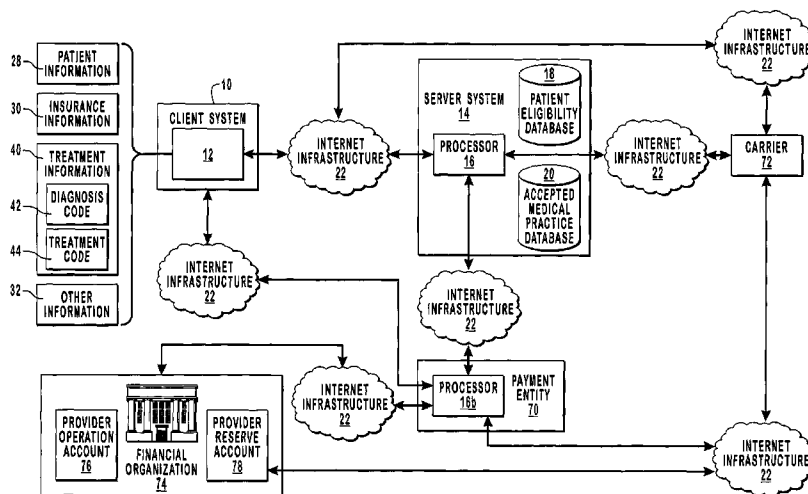 28
PATIENT
INFORMATION
30
INSURANCE
INFORMATION
40
TREATMENT
INFORMATION
42
DIAGNOSIS
CODE
44
TREATMENT
CODE
32
OTHER
INFORMATION
10
CLIENT SYSTEM
12
INTERNET
INFRASTRUCTURE
22
INTERNET
INFRASTRUCTURE
22
SERVER SYSTEM
14
PROCESSOR
16
18
PATIENT
ELIGIBILITY
DATABASE
20
ACCEPTED
MEDICAL
PRACTICE
DATABASE
INTERNET
INFRASTRUCTURE
22
INTERNET
INFRASTRUCTURE
22
CARRIER
72
INTERNET
INFRASTRUCTURE
22
PROCESSOR
16b
PAYMENT
ENTITY
70
INTERNET
INFRASTRUCTURE
22
PROVIDER
OPERATION
ACCOUNT
76
FINANCIAL
ORGANIZATION
74
PROVIDER
RESERVE
ACCOUNT
78
INTERNET
INFRASTRUCTURE
22